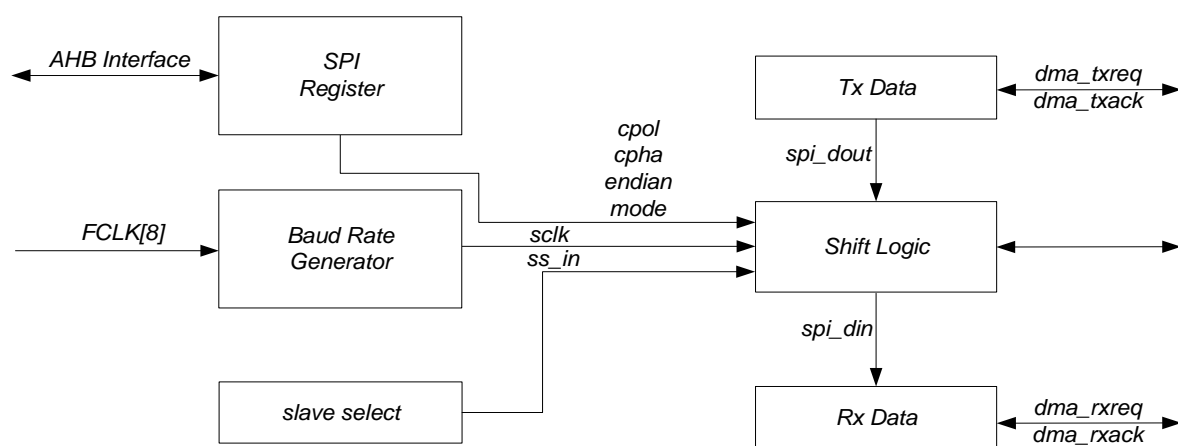 AHB Interface
SPI
Register
Tx Data
dma_txreq
dma_txack
cpol
cpha
endian
mode
spi_dout
FCLK[8]
Baud Rate
Generator
sclk
ss_in
Shift Logic
spi_din
slave select
Rx Data
dma_rxreq
dma_rxack